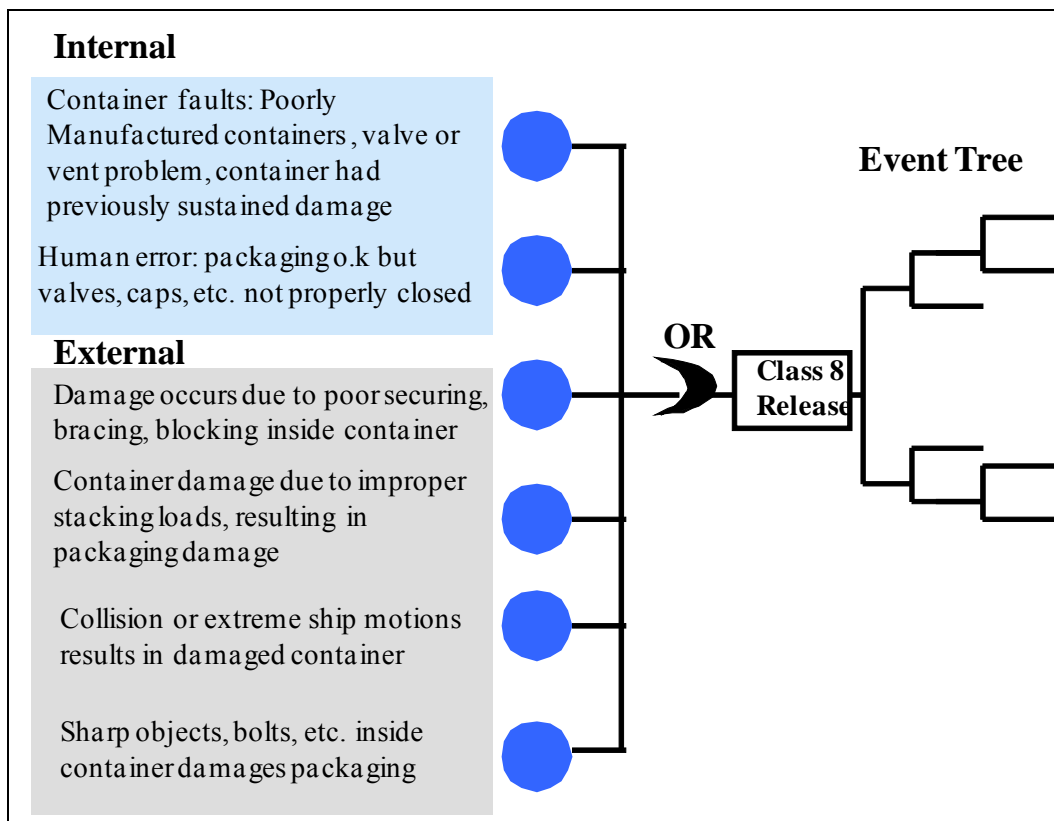 Internal
Container faults: Poorly
Manufactured containers, valve or
vent problem, container had
previously sustained damage
Human error: packaging o.k but
valves, caps, etc. not properly closed
External
Damage occurs due to poor securing,
bracing, blocking inside container
Container damage due to improper
stacking loads, resulting in
packaging damage
Collision or extreme ship motions
results in damaged container
Sharp objects, bolts, etc. inside
container damages packaging
OR
Class 8
Release
Event Tree